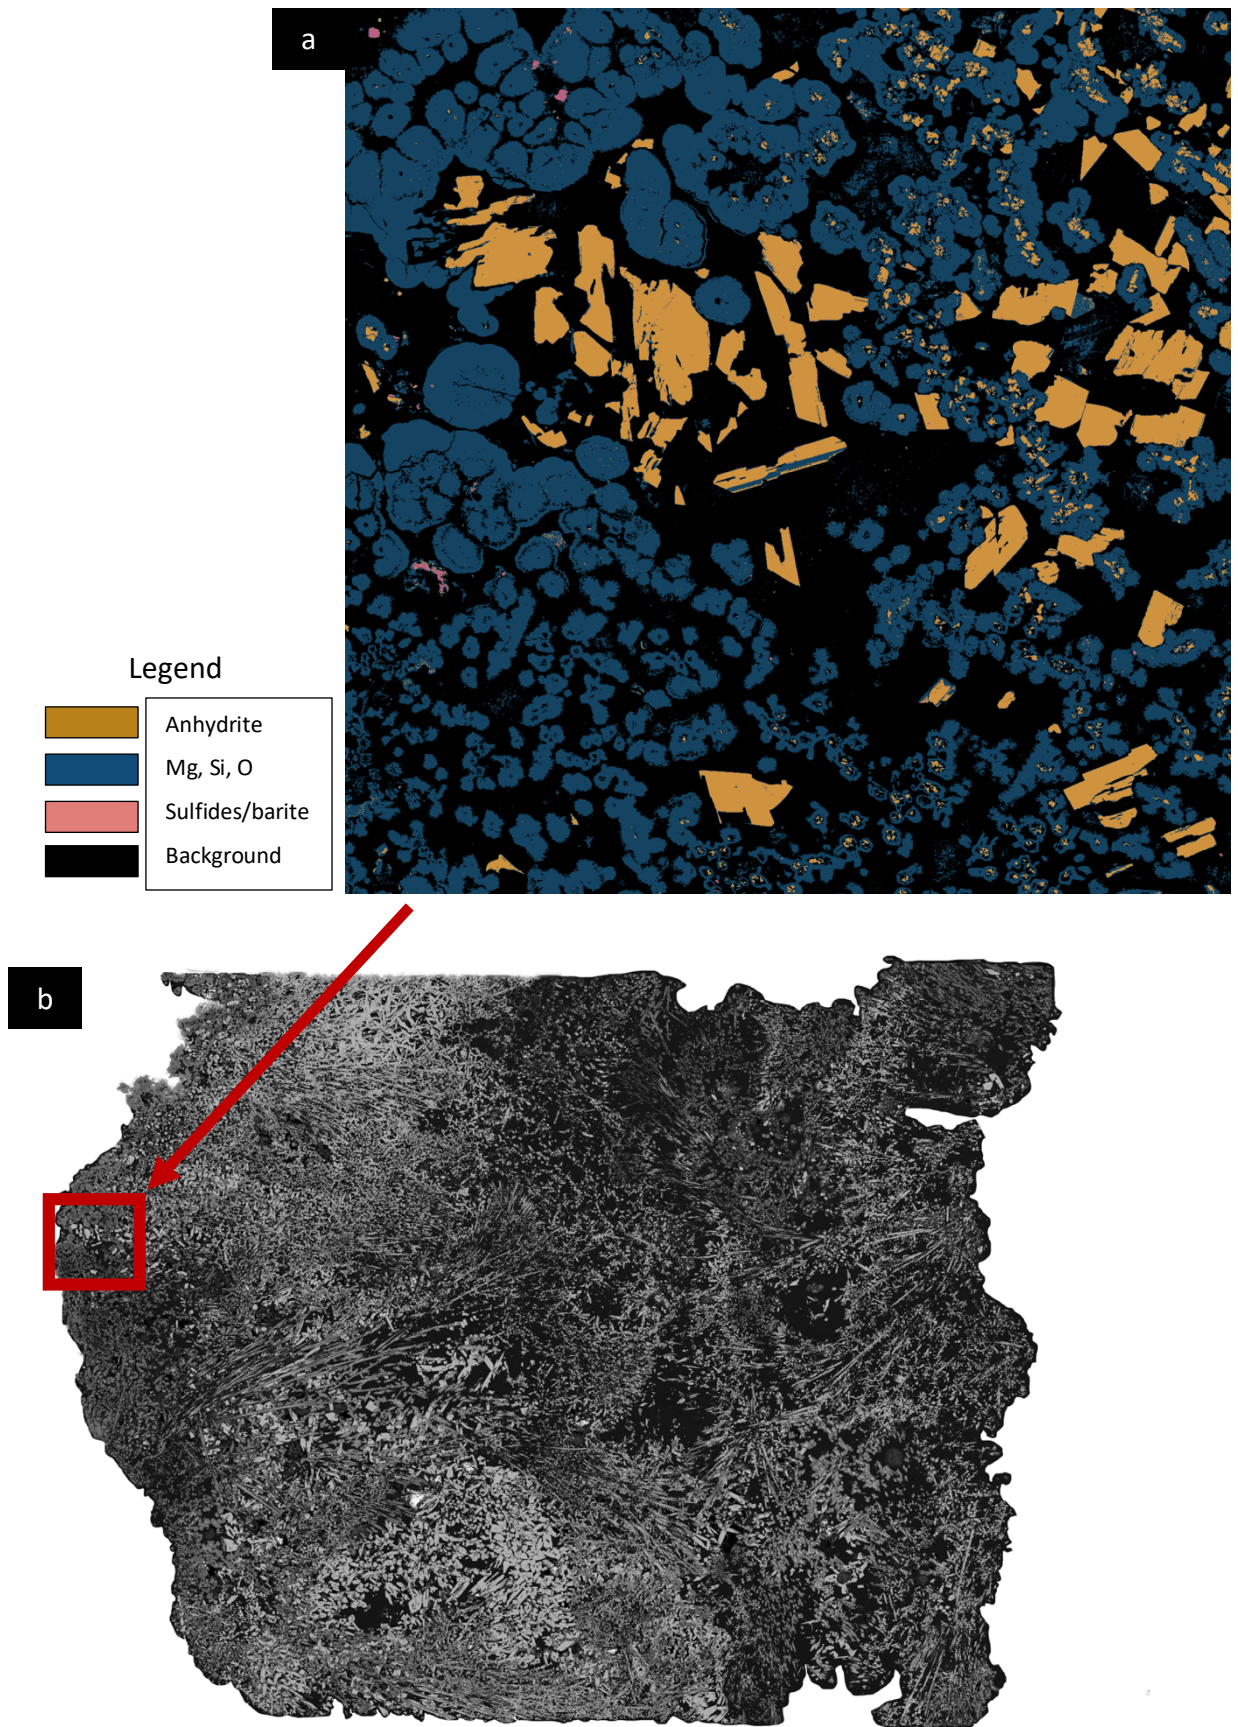 a
Legend
Anhydrite
Mg, Si, O
Sulfides/barite
Background
b